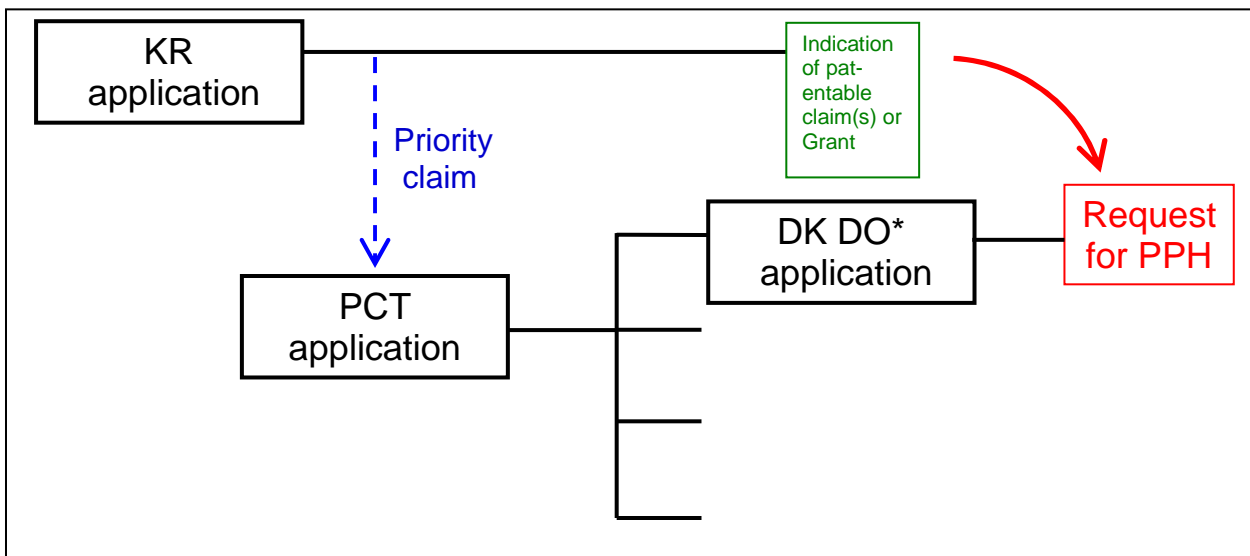 KR
application
Indication
of pat-
entable
claim(s) or
Grant
Priority
claim
DK DO*
application
Request
for PPH
PCT
application